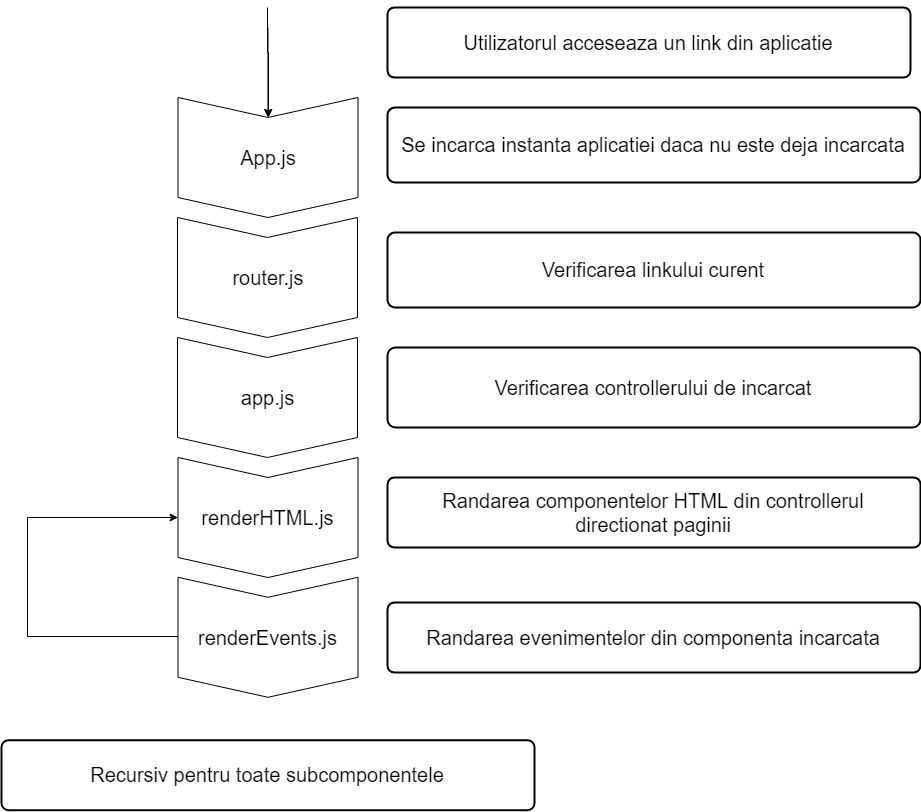 Utilizatorul acceseaza un link din aplicatie
App.js
Se incarca instanta aplicatiei daca nu este deja incarcata
router.js
Verificarea linkului curent
app.js
Verificarea controllerului de incarcat
renderHTML.js
Randarea componentelor HTML din controllerul
directionat paginii
renderEvents.js
Randarea evenimentelor din componenta incarcata
Recursiv pentru toate subcomponentele